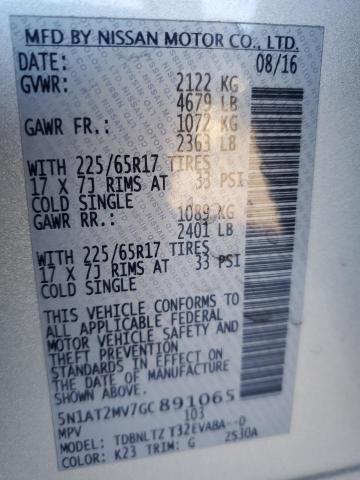 MFD BY NISSAN MOTOR CO., LTD.
DATE: 08/16
GVWR: 2122 KG
4679 LB
GAWR FR.: 1072 KG
2363 LB
WITH 225/65R17 TIRES
17 X 7J RIMS AT 33 PSI
COLD SINGLE
GAWR RR.: 1089 KG
2401 LB
WITH 225/65R17 TIRES
17 X 7J RIMS AT 33 PSI
COLD SINGLE
THIS VEHICLE CONFORMS TO
ALL APPLICABLE FEDERAL
MOTOR VEHICLE SAFETY AND
THEFT PREVENTION
STANDARDS IN EFFECT ON
THE DATE OF MANUFACTURE
SHOWN ABOVE.
5N1AT2MV7GC891065
MPV 103
MODEL: TDBNLTZ T32EVABA--D
COLOR: K23 TRIM: G 2S30A